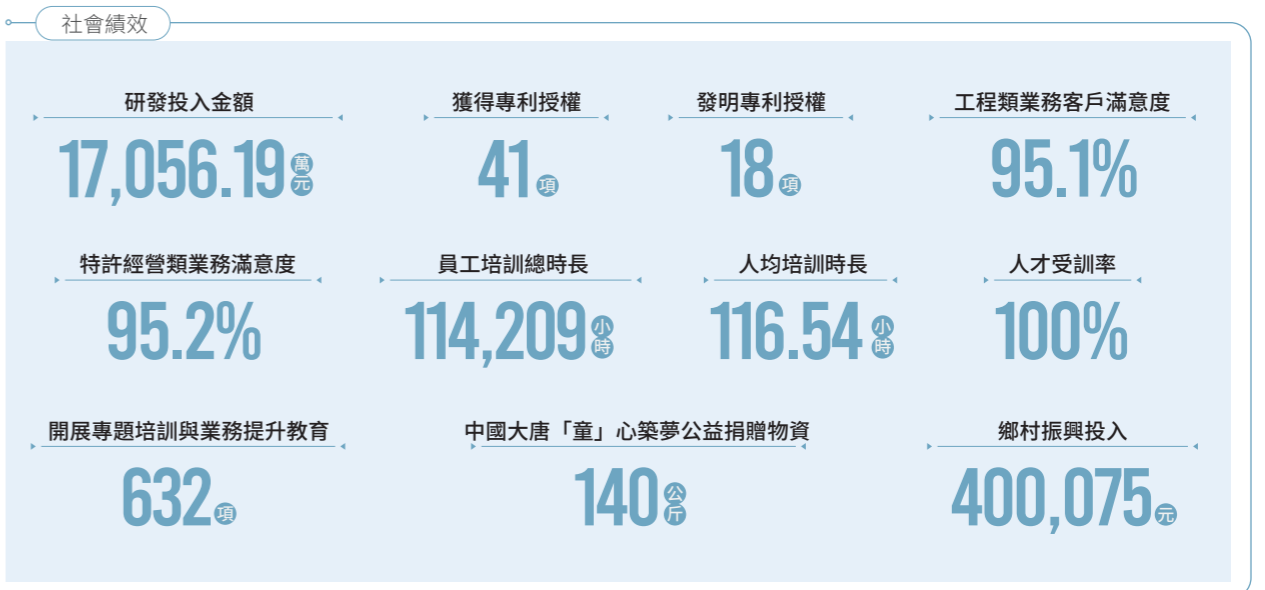 社會績效
研發投入金額
17,056.19萬元
獲得專利授權
41項
發明專利授權
18項
工程類業務客戶滿意度
95.1%
特許經營類業務滿意度
95.2%
員工培訓總時長
114,209小時
人均培訓時長
116.54小時
人才受訓率
100%
開展專題培訓與業務提升教育
632項
中國大唐「童」心築夢公益捐贈物資
140公斤
鄉村振興投入
400,075元